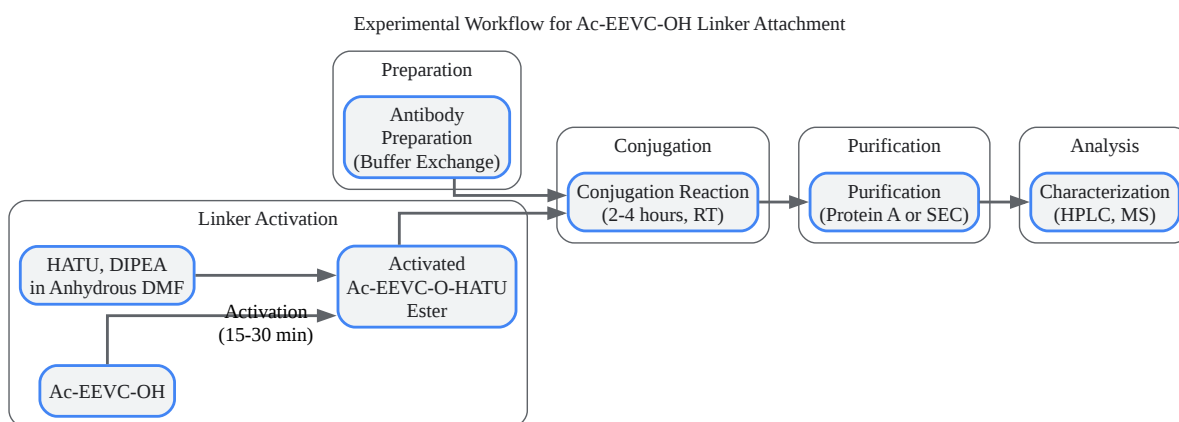 Experimental Workflow for Ac-EEVC-OH Linker Attachment
Preparation
Antibody
Preparation
(Buffer Exchange)
Conjugation
Conjugation Reaction
(2-4 hours, RT)
Purification
Purification
(Protein A or SEC)
Analysis
Characterization
(HPLC, MS)
Linker Activation
HATU, DIPEA
in Anhydrous DMF
Activated
Ac-EEVC-O-HATU
Ester
Activation
(15-30 min)
Ac-EEVC-OH